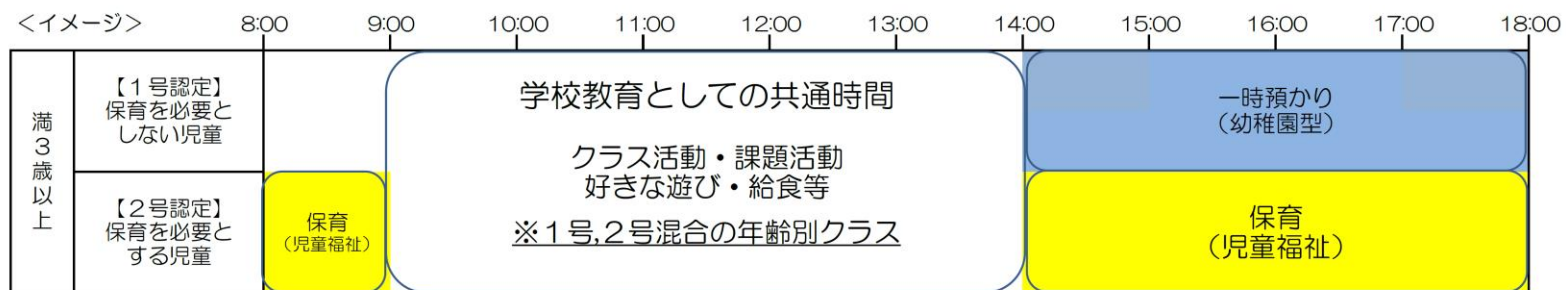 ＜イメージ＞
8:00
9:00
10:00
11:00
12:00
13:00
14:00
15:00
16:00
17:00
18:00
満３歳以上
【１号認定】
保育を必要と
しない児童
学校教育としての共通時間
クラス活動・課題活動
好きな遊び・給食等
※１号,２号混合の年齢別クラス
一時預かり
（幼稚園型）
【２号認定】
保育を必要と
する児童
保育
（児童福祉）
保育
（児童福祉）